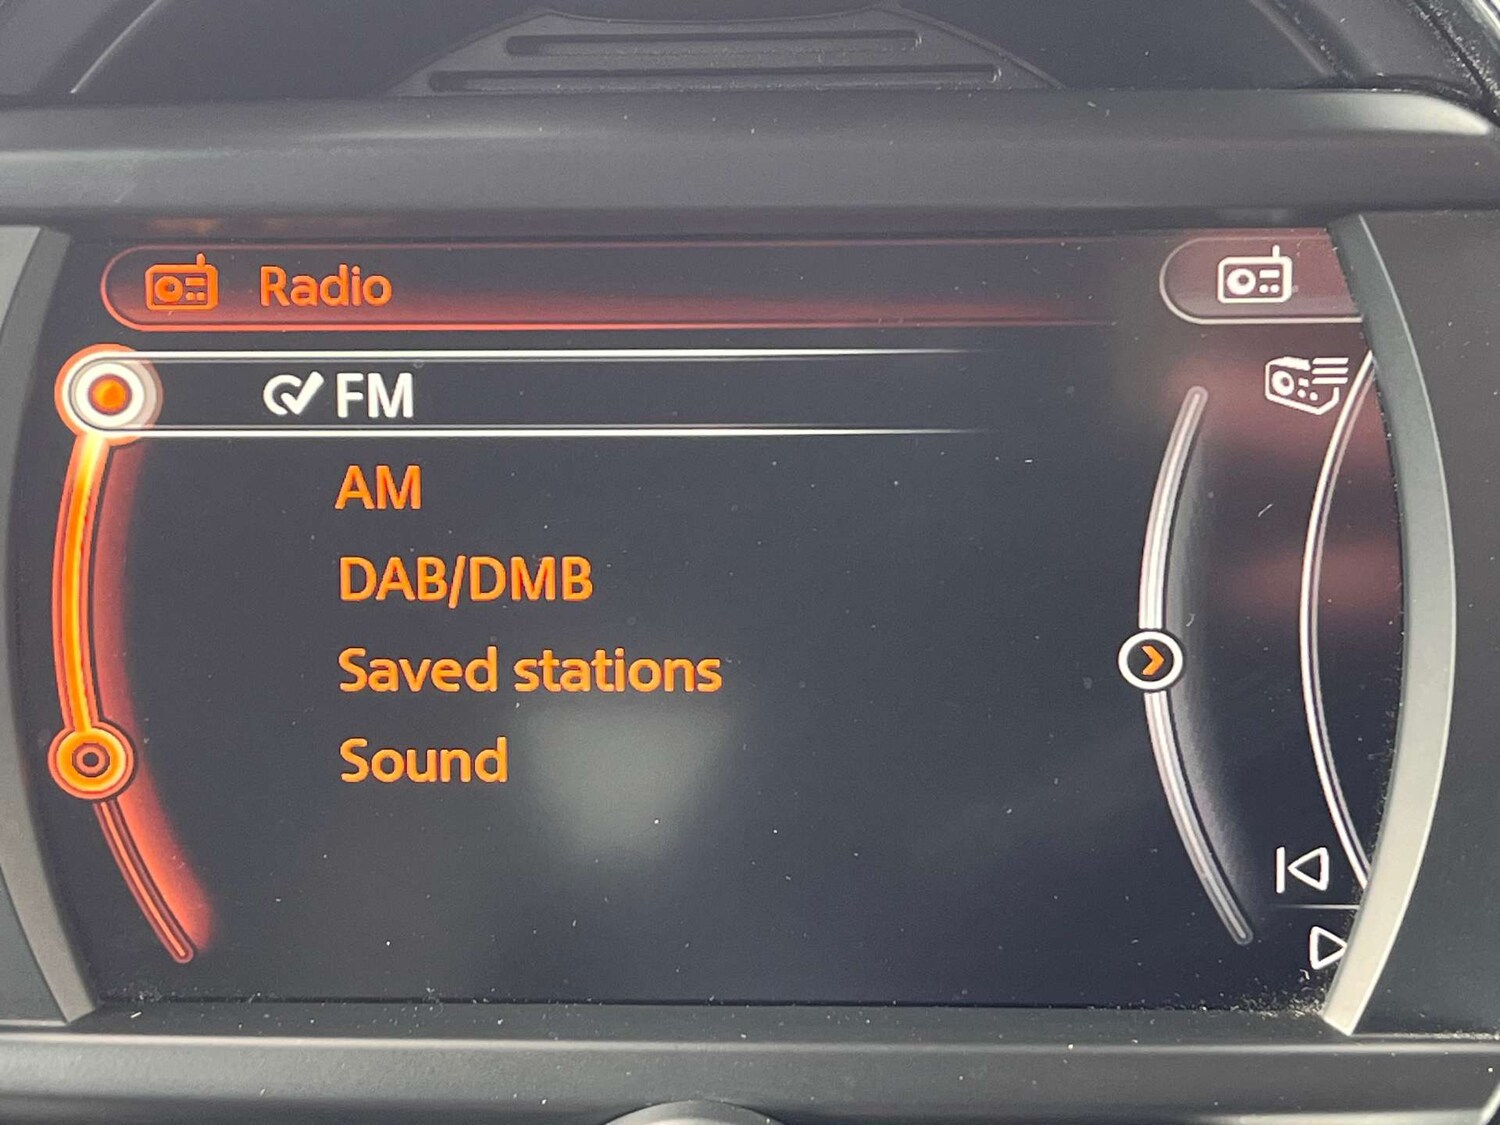 Radio
FM
AM
DAB/DMB
Saved stations
Sound